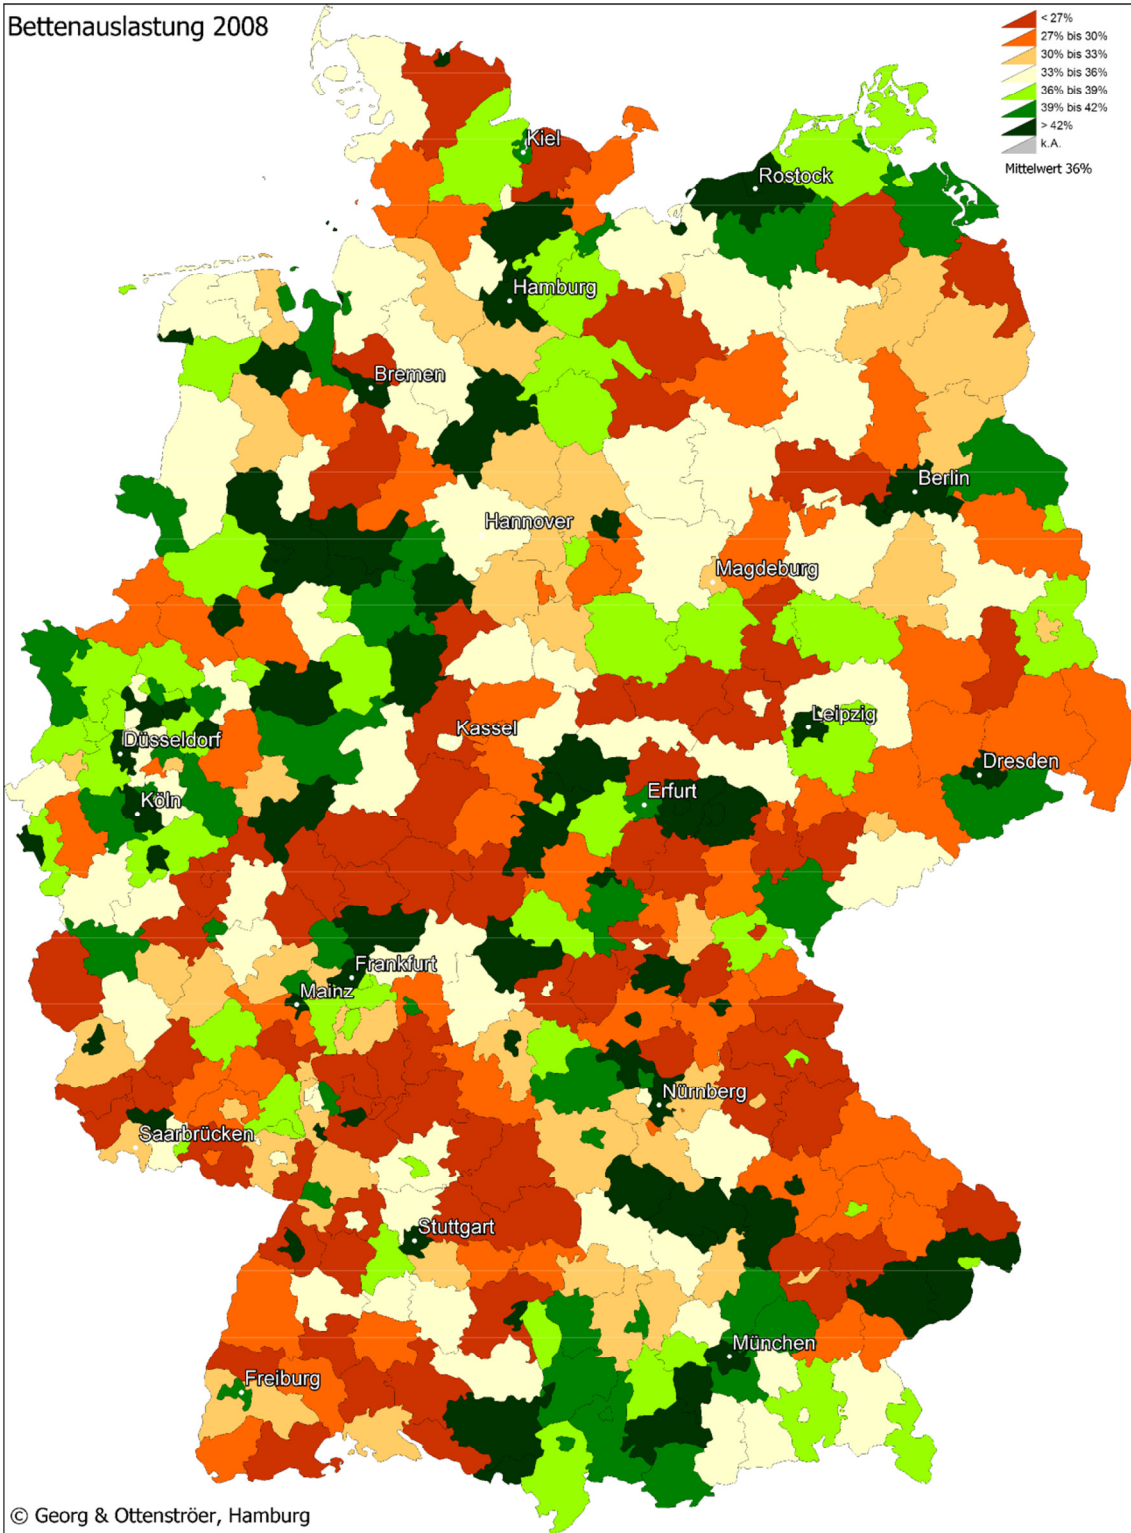 Bettenauslastung 2008
< 27%
27% bis 30%
30% bis 33%
33% bis 36%
36% bis 39%
39% bis 42%
> 42%
k.A.
Mittelwert 36%
Kiel
Rostock
Hamburg
Bremen
Berlin
Hannover
Magdeburg
Leipzig
Kassel
Düsseldorf
Dresden
Köln
Erfurt
Frankfurt
Mainz
Nürnberg
Saarbrücken
Stuttgart
München
Freiburg
© Georg & Ottenströer, Hamburg